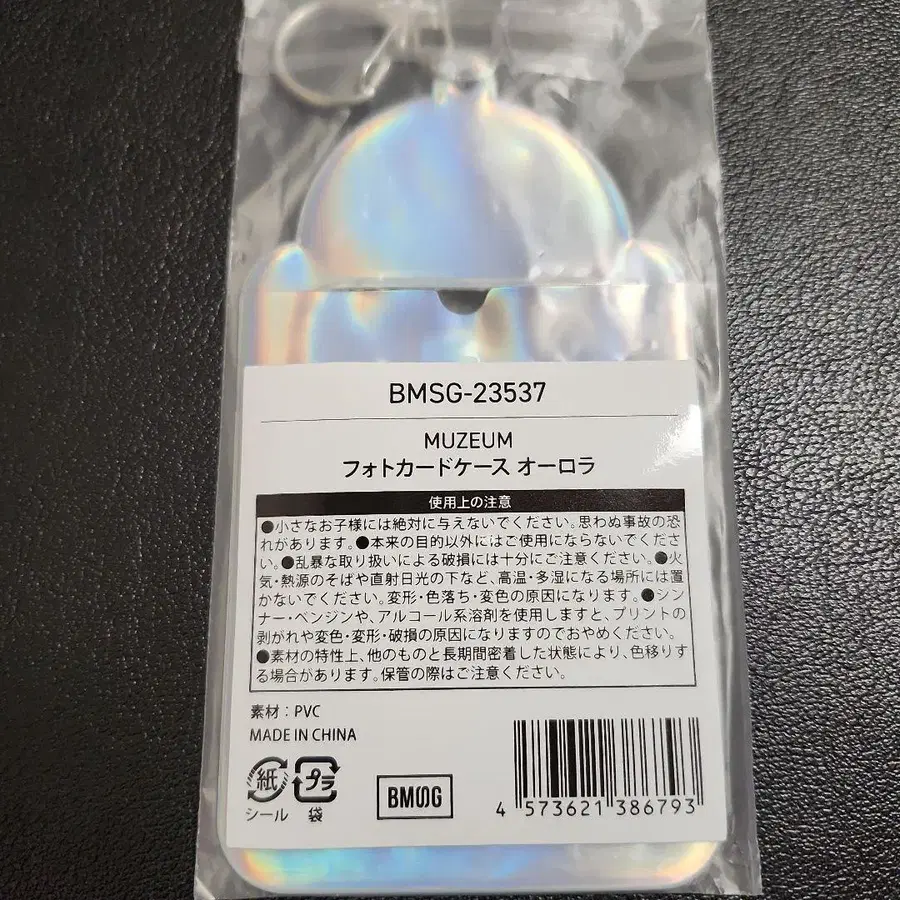 BMSG-23537
MUZEUM
フォトカードケース オーロラ
使用上の注意
●小さなお子様には絶対に与えないでください。思わぬ事故の恐
れがあります。●本来の目的以外にはご使用にならないでくださ
い。●乱暴な取り扱いによる破損には十分にご注意ください。●火
気・熱源のそばや直射日光の下など、高温・多湿になる場所には置
かないでください。変形・色落ち・変色の原因になります。●シン
ナー・ベンジンや、アルコール系溶剤を使用しますと、プリントの
剥がれや変色・変形・破損の原因になりますのでおやめください。
●素材の特性上、他のものと長期間密着した状態により、色移りす
る場合があります。保管の際はご注意ください。
素材：PVC
MADE IN CHINA
紙
シール
プラ
袋
BMSG
4 573621 386793